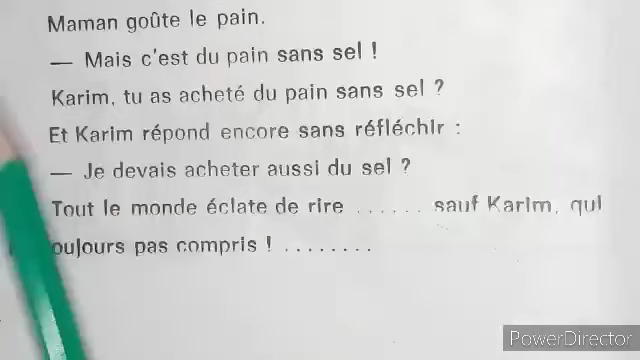 Maman goûte le pain.
— Mais c'est du pain sans sel !
Karim, tu as acheté du pain sans sel ?
Et Karim répond encore sans réfléchir :
— Je devais acheter aussi du sel ?
Tout le monde éclate de rire ...... sauf Karim, qui
oujours pas compris ! ........
PowerDirector